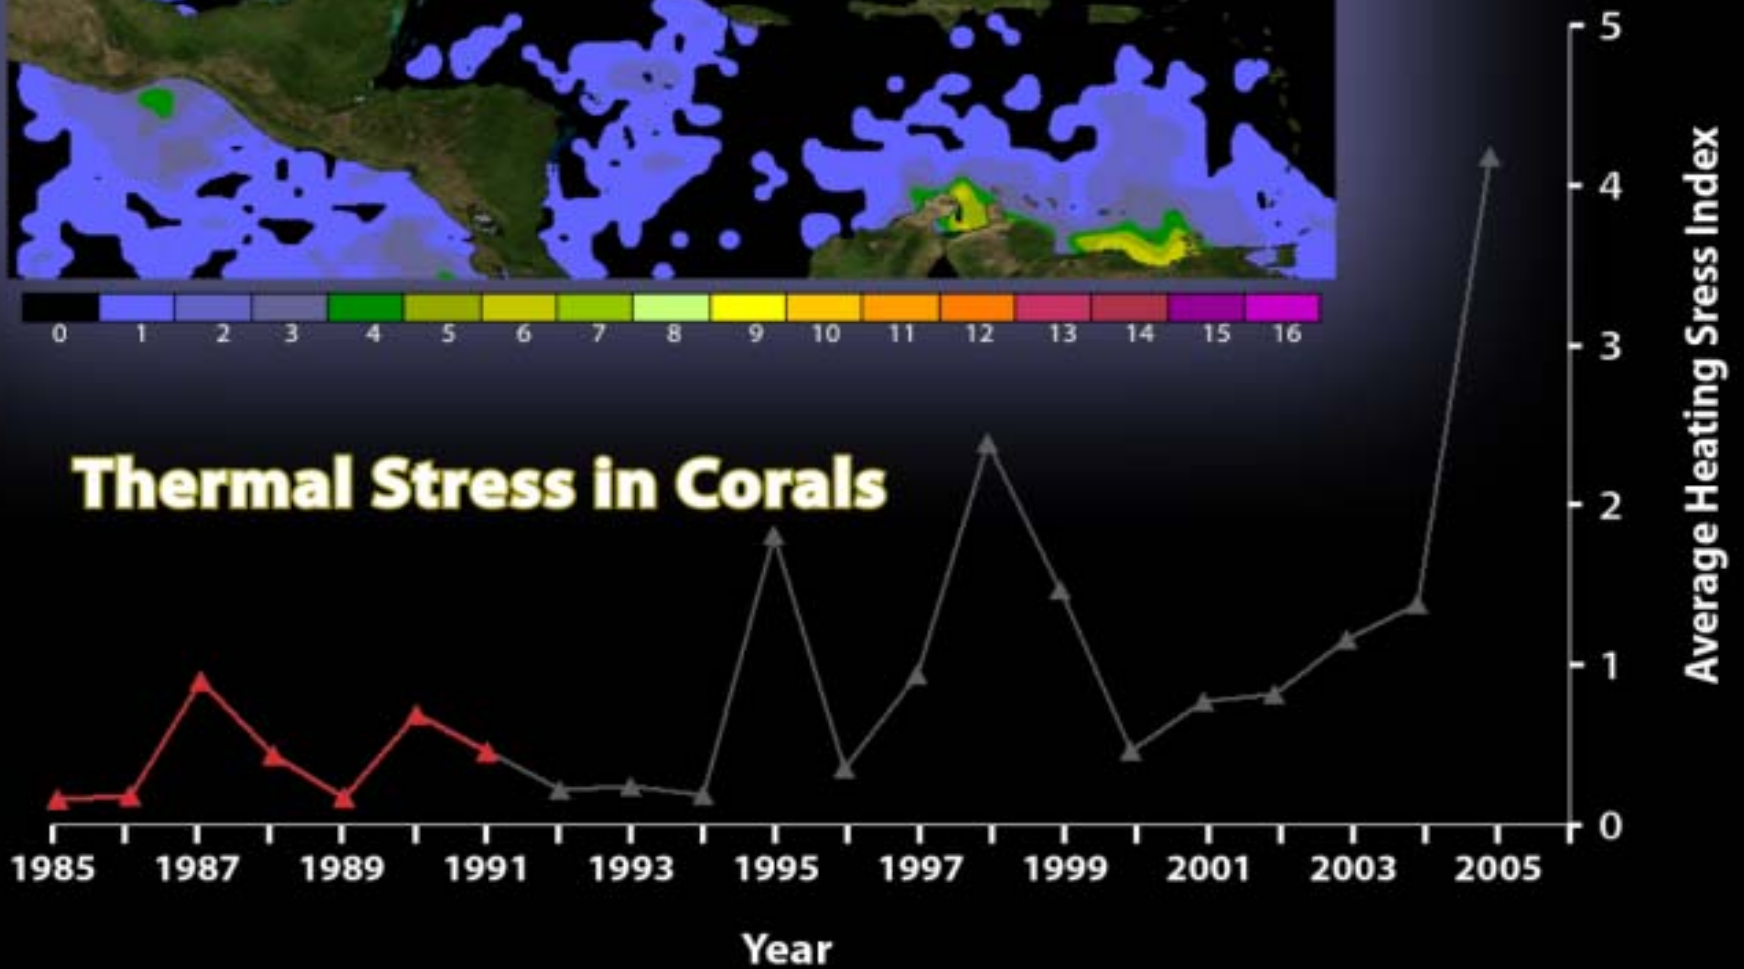 5
4
3
2
1
0
Average Heating Sress Index
0 1 2 3 4 5 6 7 8 9 10 11 12 13 14 15 16
Thermal Stress in Corals
1985 1987 1989 1991 1993 1995 1997 1999 2001 2003 2005
Year